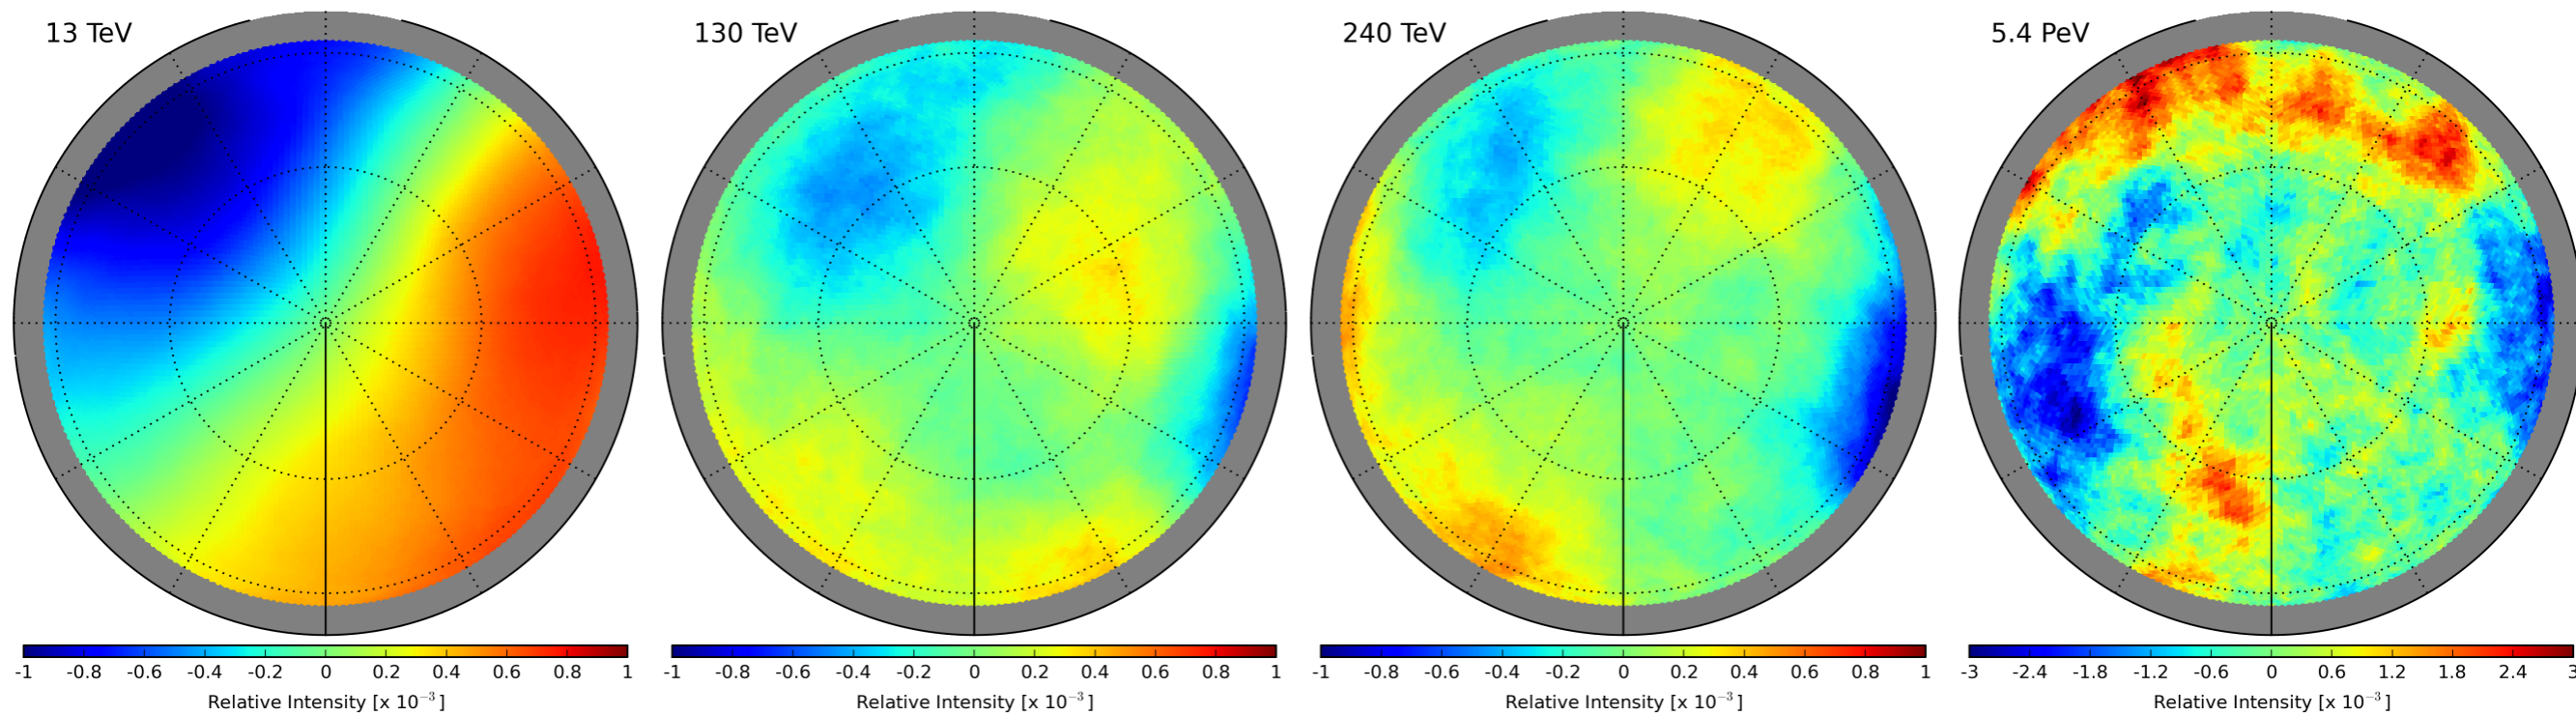 13 TeV
130 TeV
240 TeV
5.4 PeV
-1 -0.8 -0.6 -0.4 -0.2 0 0.2 0.4 0.6 0.8 1
-1 -0.8 -0.6 -0.4 -0.2 0 0.2 0.4 0.6 0.8 1
-1 -0.8 -0.6 -0.4 -0.2 0 0.2 0.4 0.6 0.8 1
-3 -2.4 -1.8 -1.2 -0.6 0 0.6 1.2 1.8 2.4 3
Relative Intensity [x 10⁻³]
Relative Intensity [x 10⁻³]
Relative Intensity [x 10⁻³]
Relative Intensity [x 10⁻³]